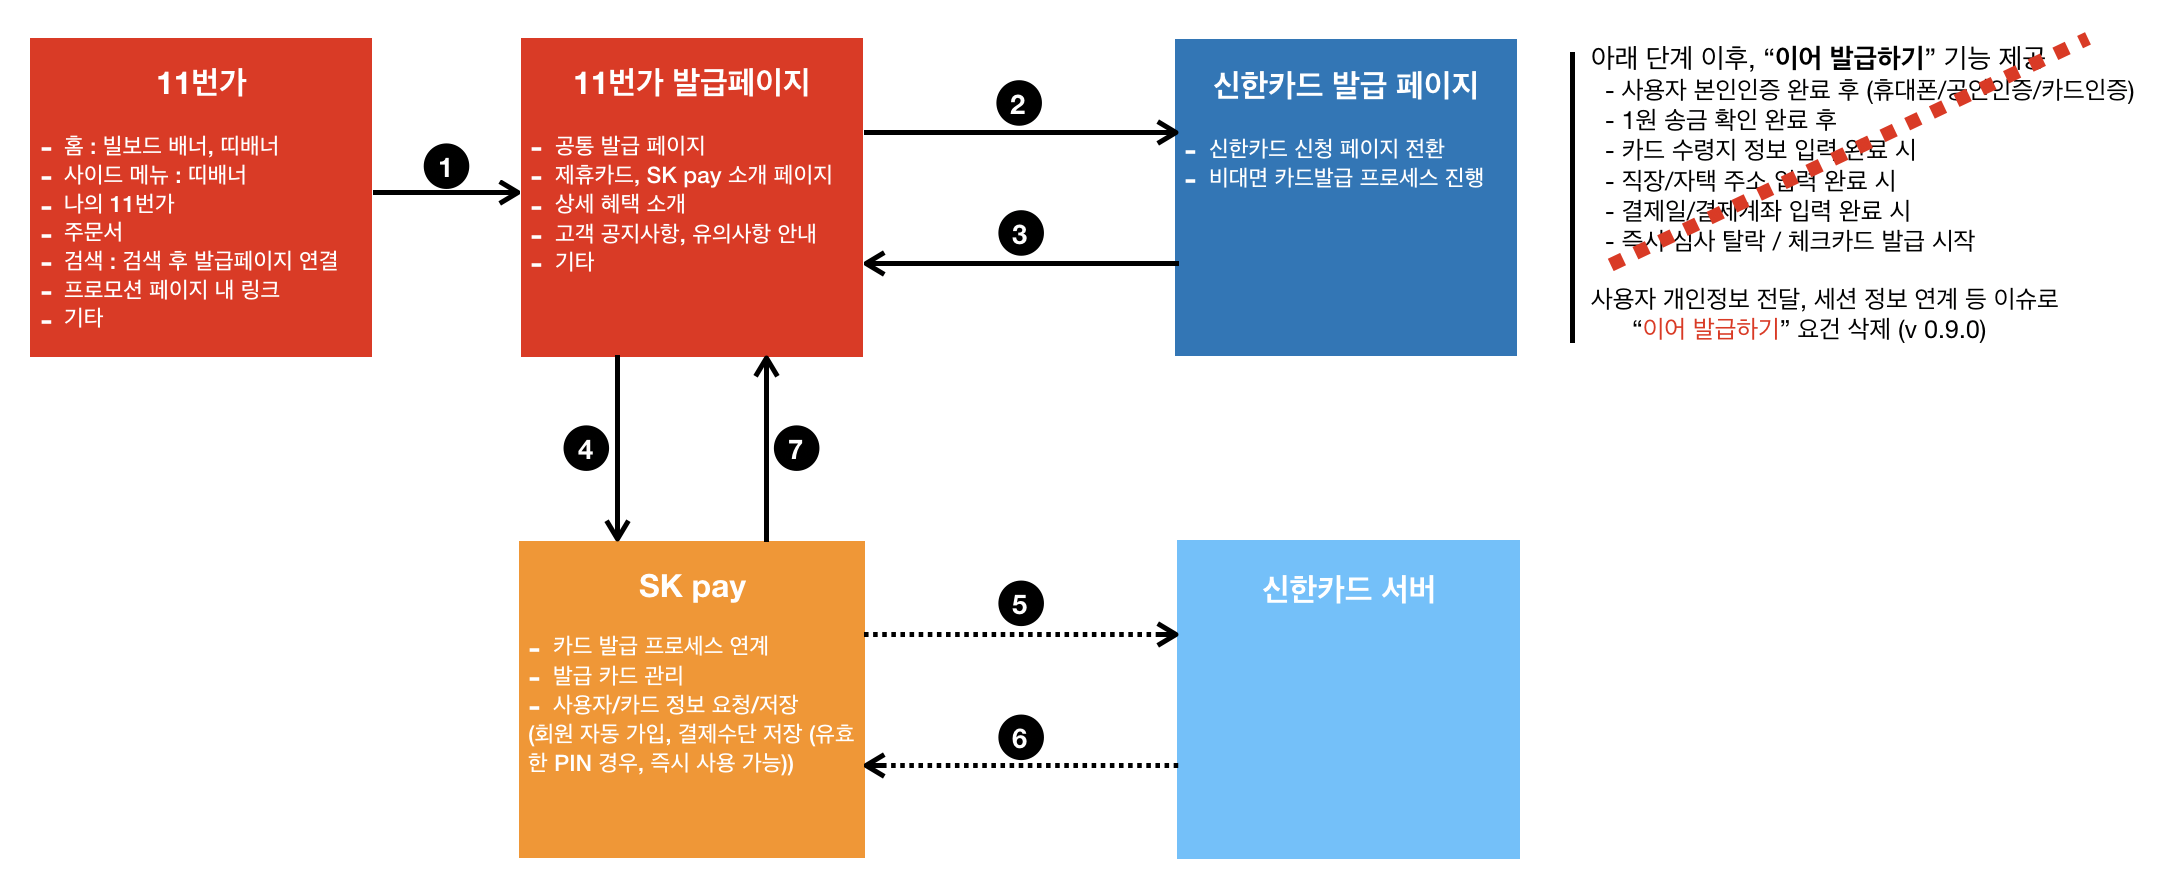 11번가
- 홈 : 빌보드 배너, 띠배너
- 사이드 메뉴 : 띠배너
- 나의 11번가
- 주문서
- 검색 : 검색 후 발급페이지 연결
- 프로모션 페이지 내 링크
- 기타
1
11번가 발급페이지
- 공통 발급 페이지
- 제휴카드, SK pay 소개 페이지
- 상세 혜택 소개
- 고객 공지사항, 유의사항 안내
- 기타
2
3
신한카드 발급 페이지
- 신한카드 신청 페이지 전환
- 비대면 카드발급 프로세스 진행
아래 단계 이후, “이어 발급하기” 기능 제공
- 사용자 본인인증 완료 후 (휴대폰/공인인증/카드인증)
- 1원 송금 확인 완료 후
- 카드 수령지 정보 입력 완료 시
- 직장/자택 주소 입력 완료 시
- 결제일/결제계좌 입력 완료 시
- 즉시 심사 탈락 / 체크카드 발급 시작
사용자 개인정보 전달, 세션 정보 연계 등 이슈로
“이어 발급하기” 요건 삭제 (v 0.9.0)
4
7
SK pay
- 카드 발급 프로세스 연계
- 발급 카드 관리
- 사용자/카드 정보 요청/저장
(회원 자동 가입, 결제수단 저장 (유효
한 PIN 경우, 즉시 사용 가능))
5
6
신한카드 서버